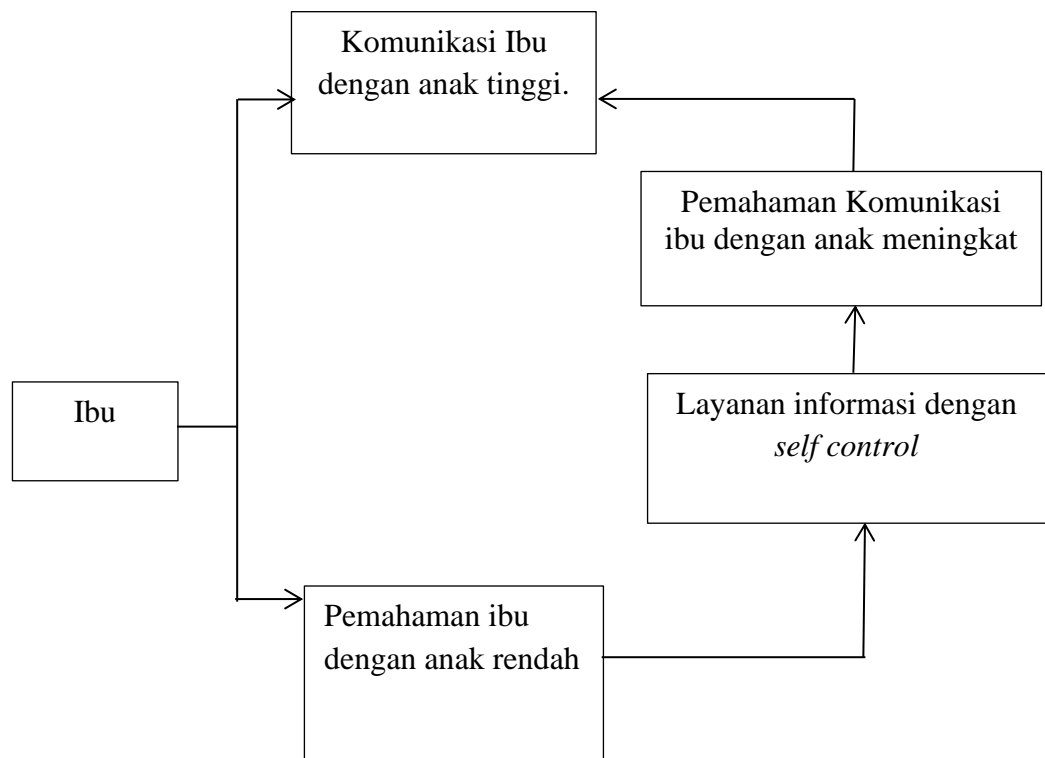 Komunikasi Ibu
dengan anak tinggi.
Pemahaman Komunikasi
ibu dengan anak meningkat
Ibu
Layanan informasi dengan
self control
Pemahaman ibu
dengan anak rendah